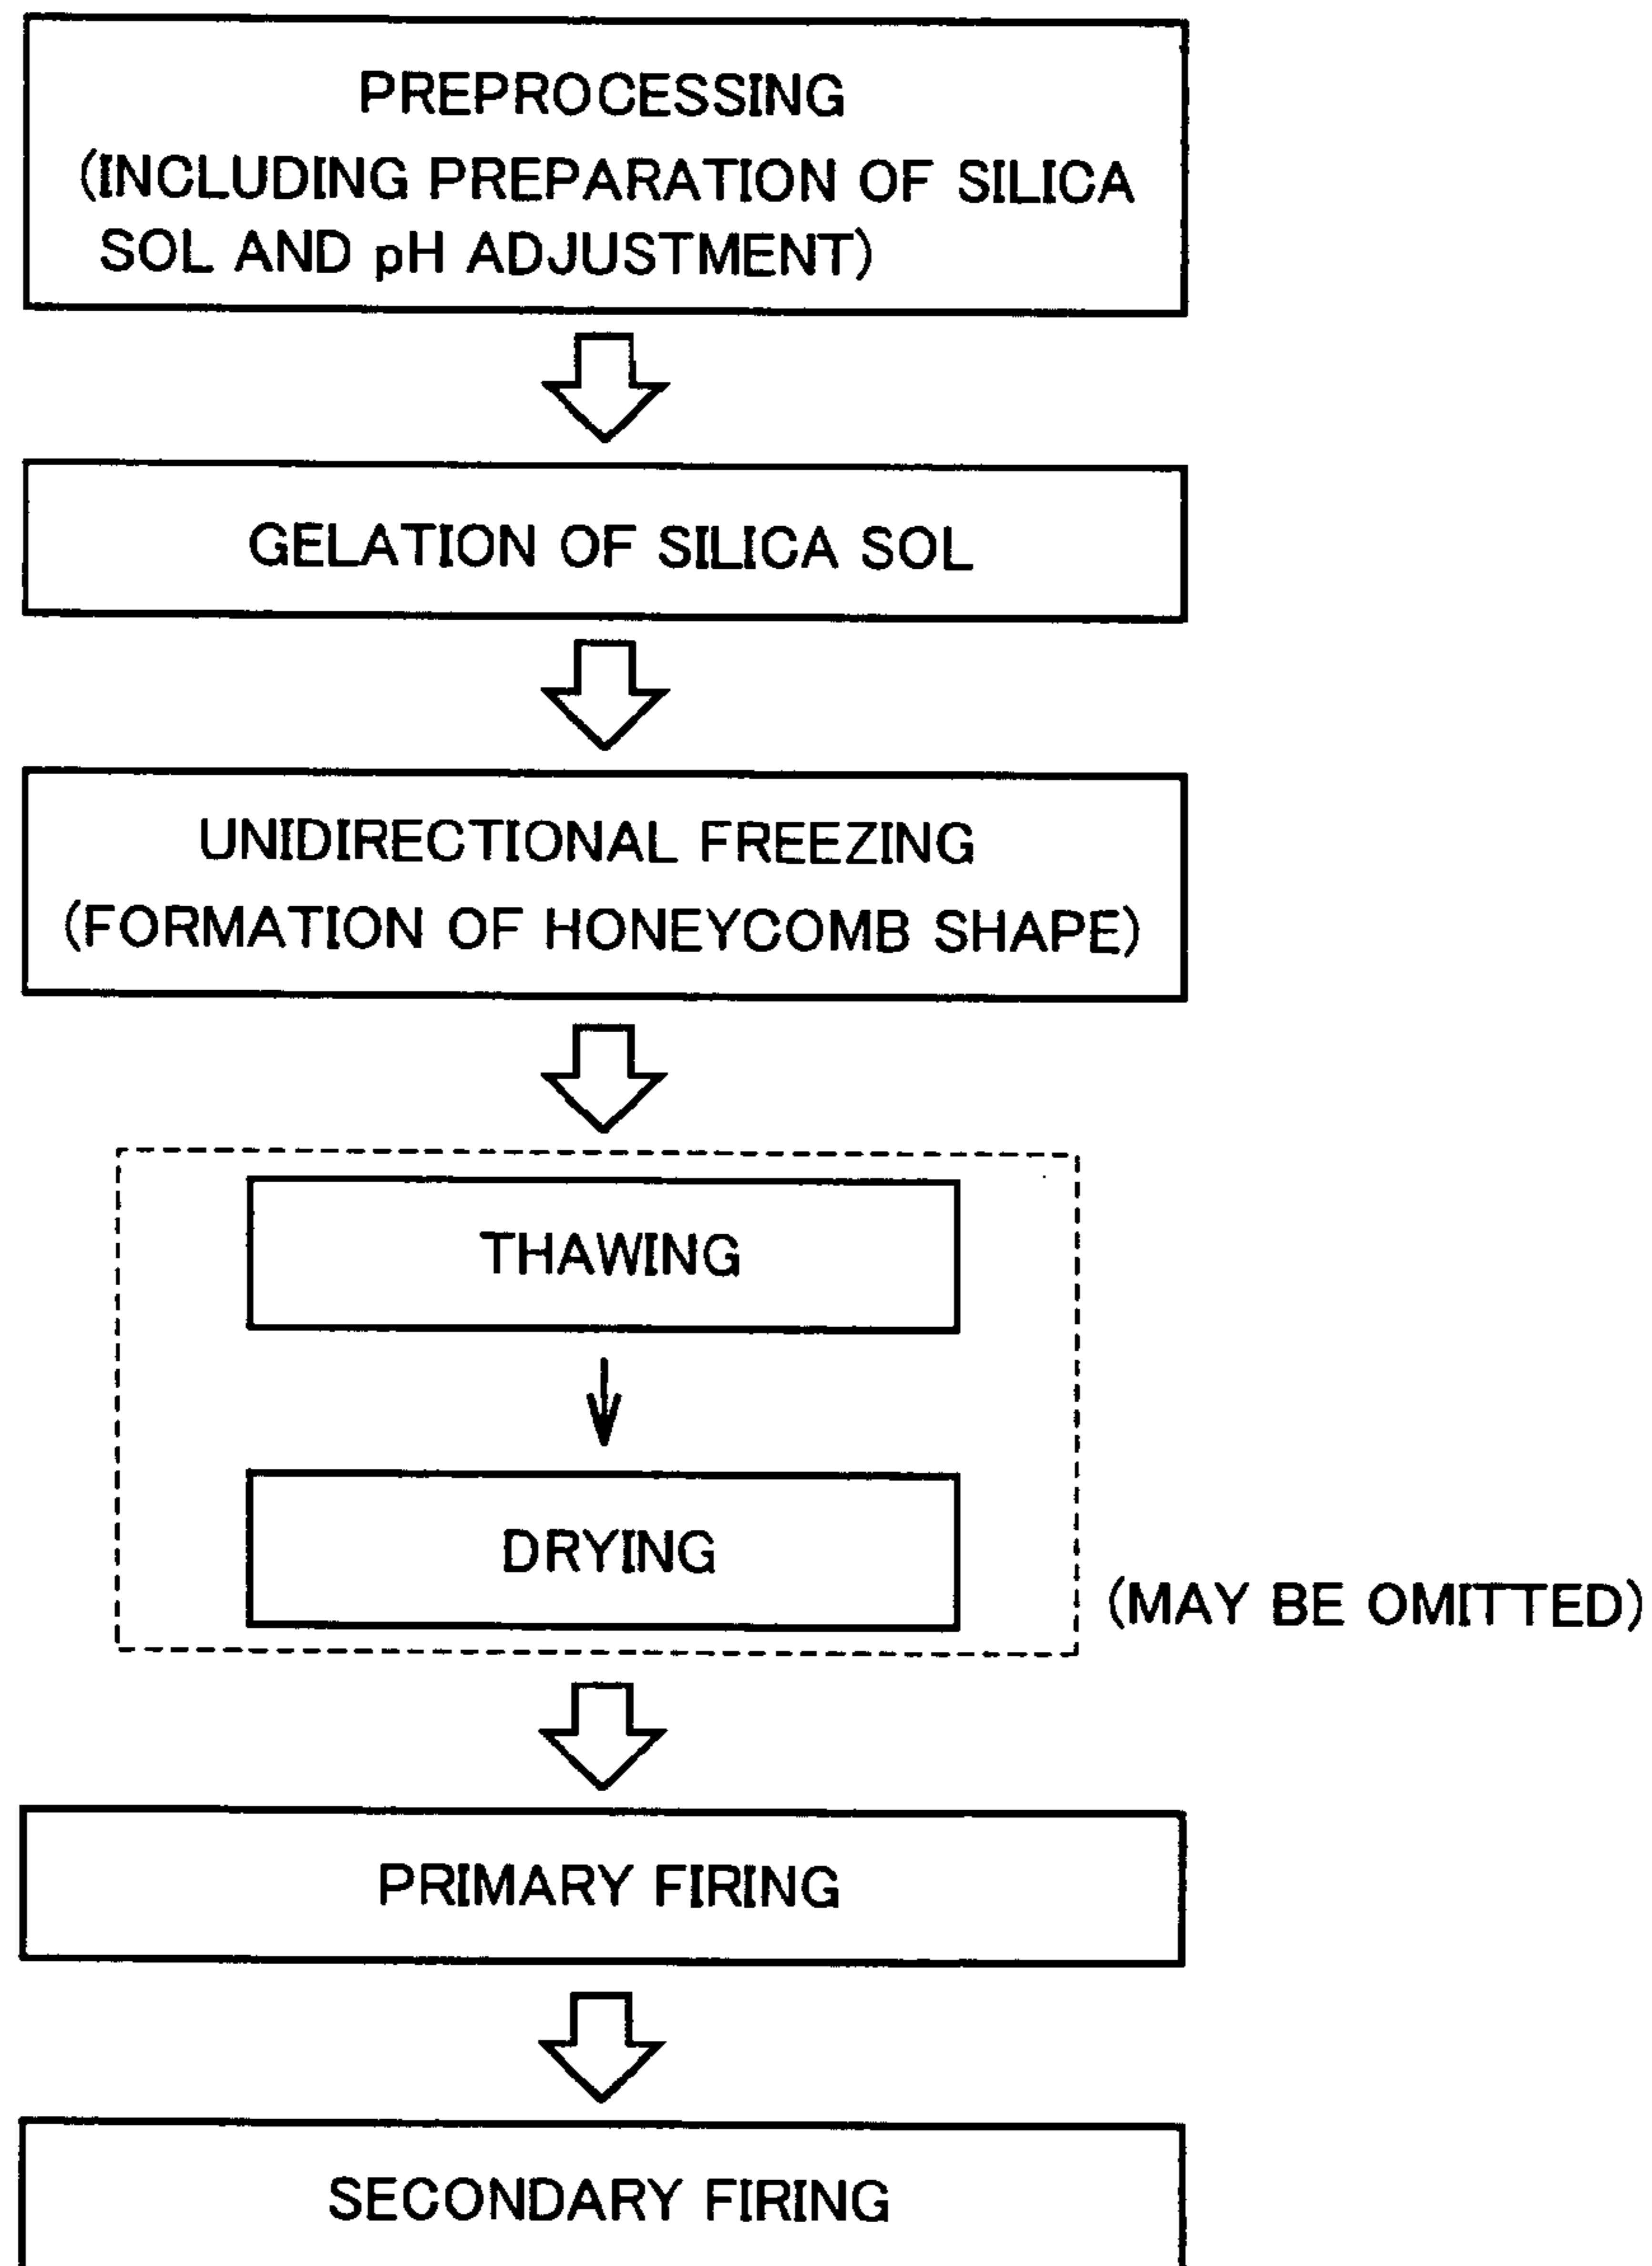 PREPROCESSING
(INCLUDING PREPARATION OF SILICA
SOL AND pH ADJUSTMENT)
GELATION OF SILICA SOL
UNIDIRECTIONAL FREEZING
(FORMATION OF HONEYCOMB SHAPE)
THAWING
DRYING
(MAY BE OMITTED)
PRIMARY FIRING
SECONDARY FIRING